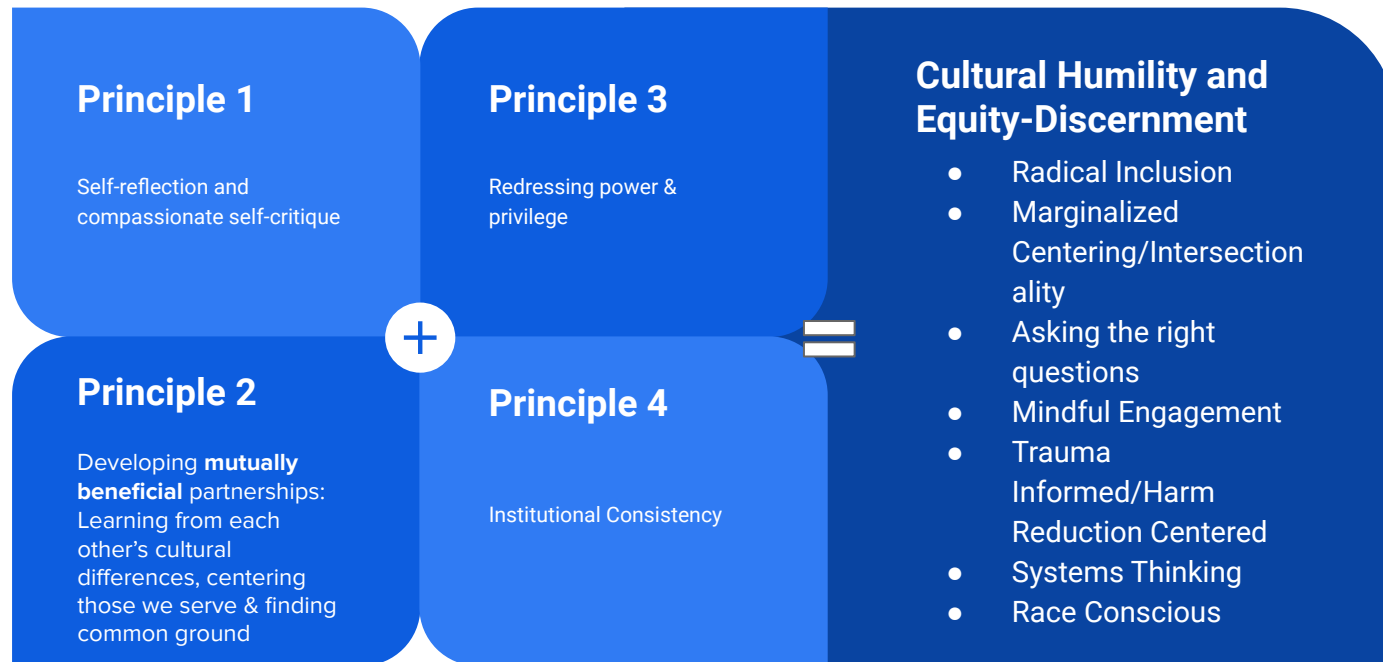 Principle 1
Self-reflection and
compassionate self-critique
Principle 2
Developing mutually
beneficial partnerships:
Learning from each
other's cultural
differences, centering
those we serve & finding
common ground
Principle 3
Redressing power &
privilege
Principle 4
Institutional Consistency
+
=
Cultural Humility and
Equity-Discernment
● Radical Inclusion
● Marginalized
Centering/Intersection
ality
● Asking the right
questions
● Mindful Engagement
● Trauma
Informed/Harm
Reduction Centered
● Systems Thinking
● Race Conscious